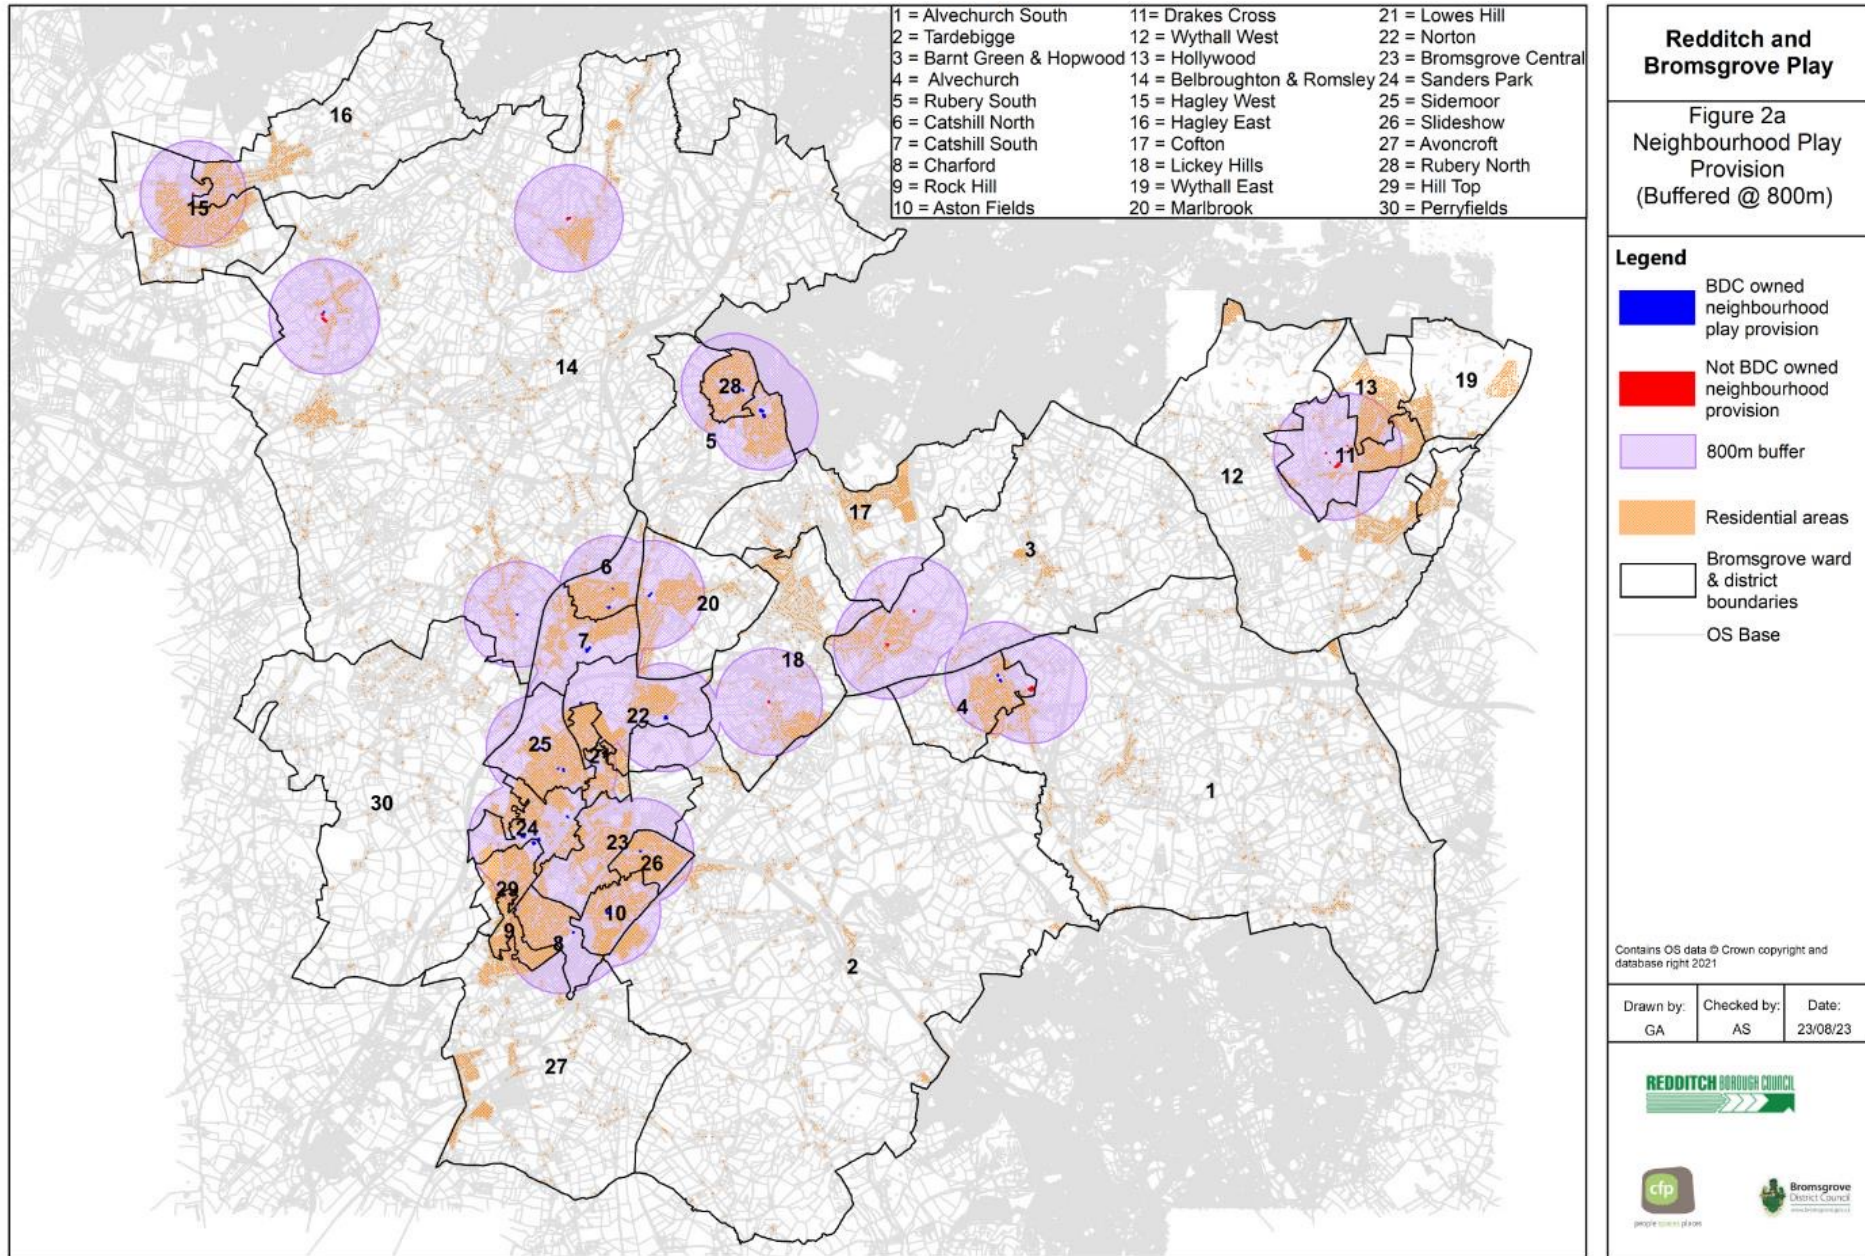 1 = Alvechurch South
2 = Tardebigge
3 = Barnt Green & Hopwood
4 = Alvechurch
5 = Rubery South
6 = Catshill North
7 = Catshill South
8 = Charford
9 = Rock Hill
10 = Aston Fields
11= Drakes Cross
12 = Wythall West
13 = Hollywood
14 = Belbroughton & Romsley
15 = Hagley West
16 = Hagley East
17 = Cofton
18 = Lickey Hills
19 = Wythall East
20 = Marlbrook
21 = Lowes Hill
22 = Norton
23 = Bromsgrove Central
24 = Sanders Park
25 = Sidemoor
26 = Slideshow
27 = Avoncroft
28 = Rubery North
29 = Hill Top
30 = Perryfields
16
15
14
28
5
13
19
11
12
17
3
6
20
7
18
22
4
25
21
1
30
24
23
26
29
10
9
8
2
27
Redditch and
Bromsgrove Play
Figure 2a
Neighbourhood Play
Provision
(Buffered @ 800m)
Legend
BDC owned
neighbourhood
play provision
Not BDC owned
neighbourhood
provision
800m buffer
Residential areas
Bromsgrove ward
& district
boundaries
OS Base
Contains OS data © Crown copyright and
database right 2021
Drawn by:
GA
Checked by:
AS
Date:
23/08/23
REDDITCH BOROUGH COUNCIL
cfp
people spaces places
Bromsgrove
District Council
www.bromsgrove.gov.uk